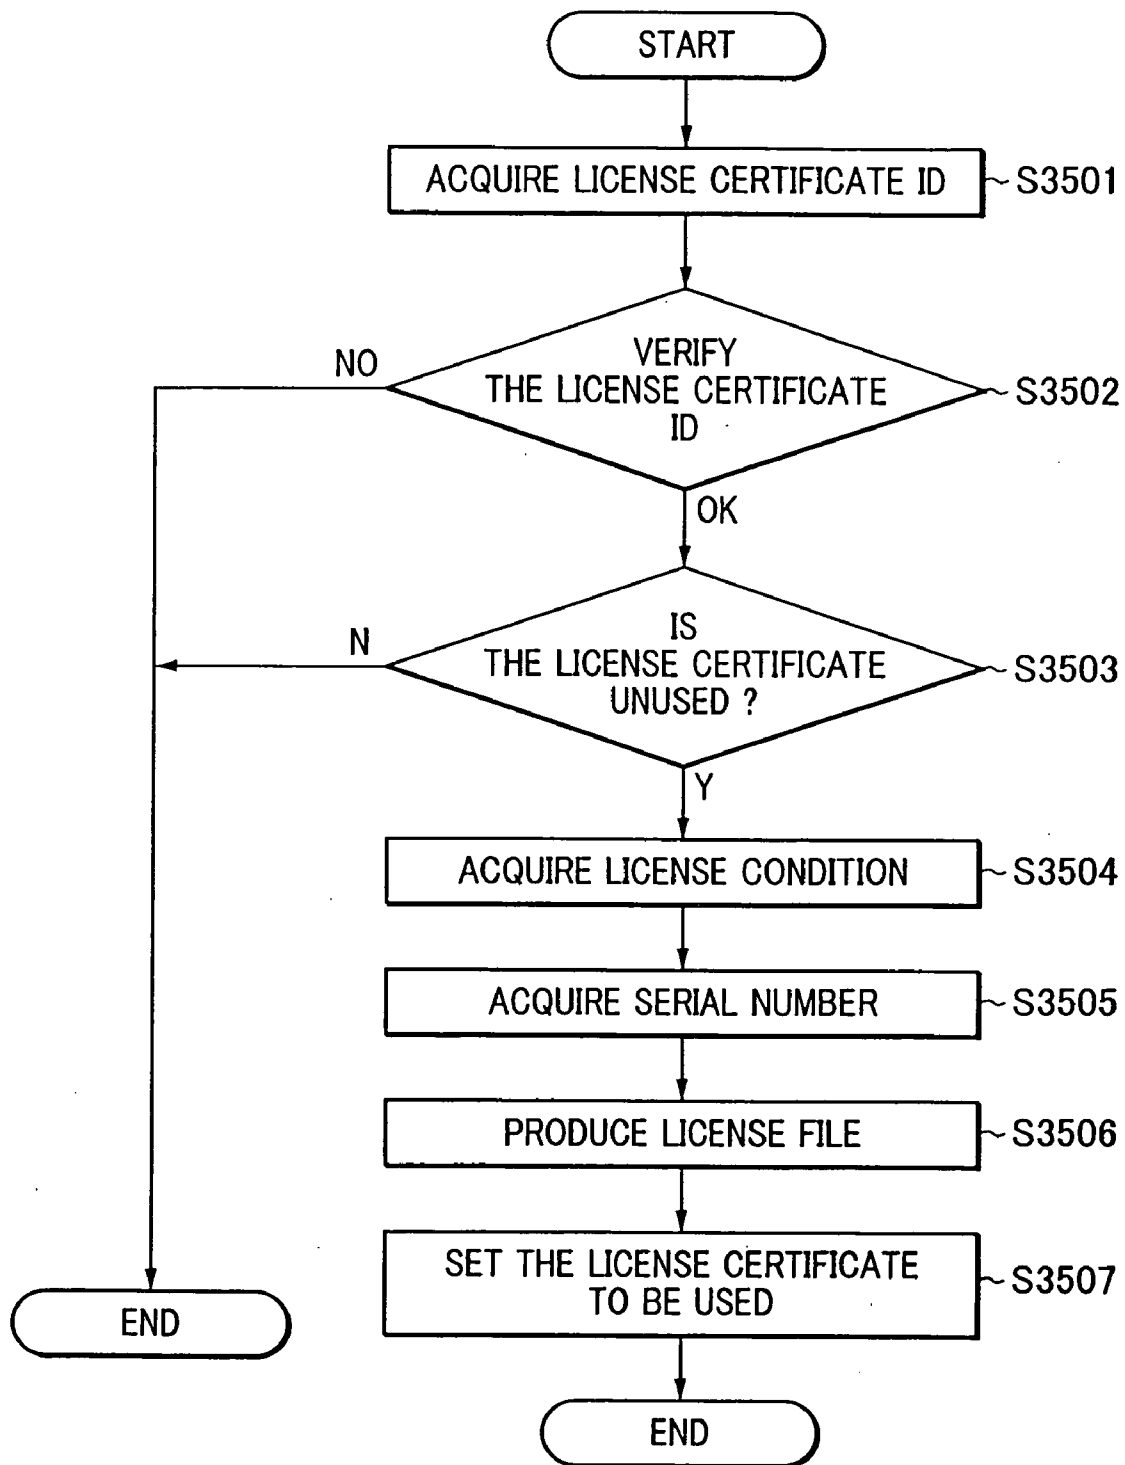 START
ACQUIRE LICENSE CERTIFICATE ID
S3501
NO
VERIFY
THE LICENSE CERTIFICATE
ID
S3502
OK
N
IS
THE LICENSE CERTIFICATE
UNUSED ?
S3503
Y
ACQUIRE LICENSE CONDITION
S3504
ACQUIRE SERIAL NUMBER
S3505
PRODUCE LICENSE FILE
S3506
SET THE LICENSE CERTIFICATE
TO BE USED
S3507
END
END